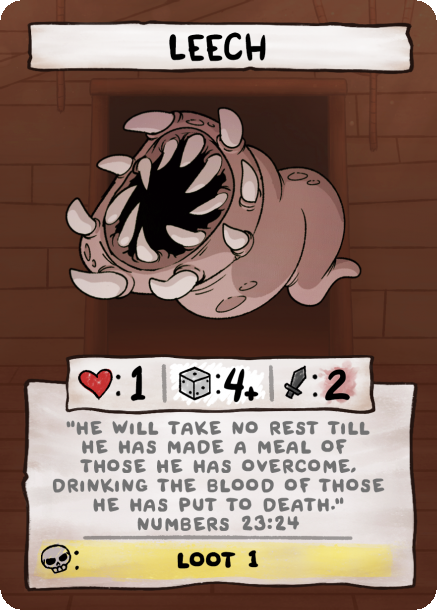 LEECH
:1 :4+ :2
"HE WILL TAKE NO REST TILL
HE HAS MADE A MEAL OF
THOSE HE HAS OVERCOME,
DRINKING THE BLOOD OF THOSE
HE HAS PUT TO DEATH."
NUMBERS 23:24
: LOOT 1